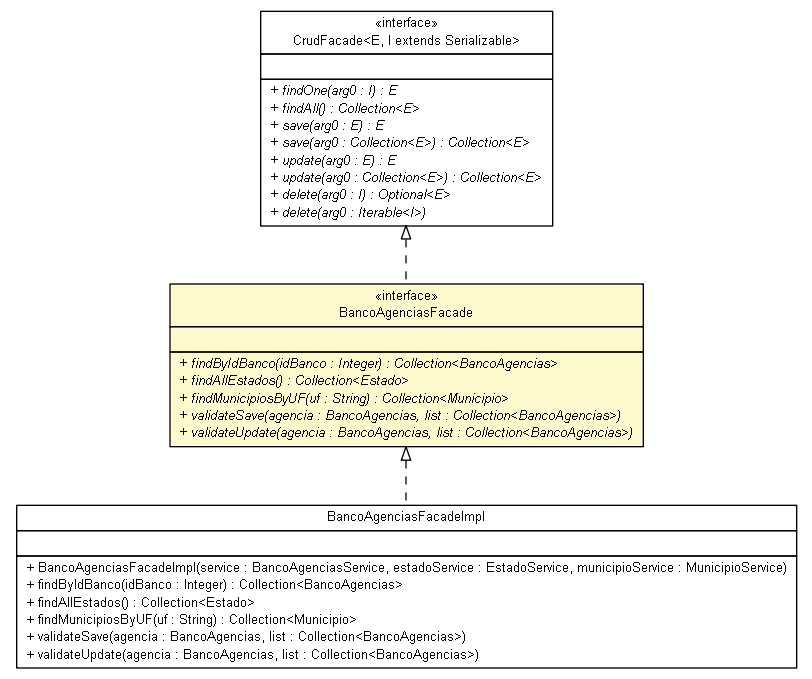 «interface»
CrudFacade<E, I extends Serializable>
+ findOne(arg0 : I) : E
+ findAll() : Collection<E>
+ save(arg0 : E) : E
+ save(arg0 : Collection<E>) : Collection<E>
+ update(arg0 : E) : E
+ update(arg0 : Collection<E>) : Collection<E>
+ delete(arg0 : I) : Optional<E>
+ delete(arg0 : Iterable<I>)
«interface»
BancoAgenciasFacade
+ findByIdBanco(idBanco : Integer) : Collection<BancoAgencias>
+ findAllEstados() : Collection<Estado>
+ findMunicipiosByUF(uf : String) : Collection<Municipio>
+ validateSave(agencia : BancoAgencias, list : Collection<BancoAgencias>)
+ validateUpdate(agencia : BancoAgencias, list : Collection<BancoAgencias>)
BancoAgenciasFacadeImpl
+ BancoAgenciasFacadeImpl(service : BancoAgenciasService, estadoService : EstadoService, municipioService : MunicipioService)
+ findByIdBanco(idBanco : Integer) : Collection<BancoAgencias>
+ findAllEstados() : Collection<Estado>
+ findMunicipiosByUF(uf : String) : Collection<Municipio>
+ validateSave(agencia : BancoAgencias, list : Collection<BancoAgencias>)
+ validateUpdate(agencia : BancoAgencias, list : Collection<BancoAgencias>)